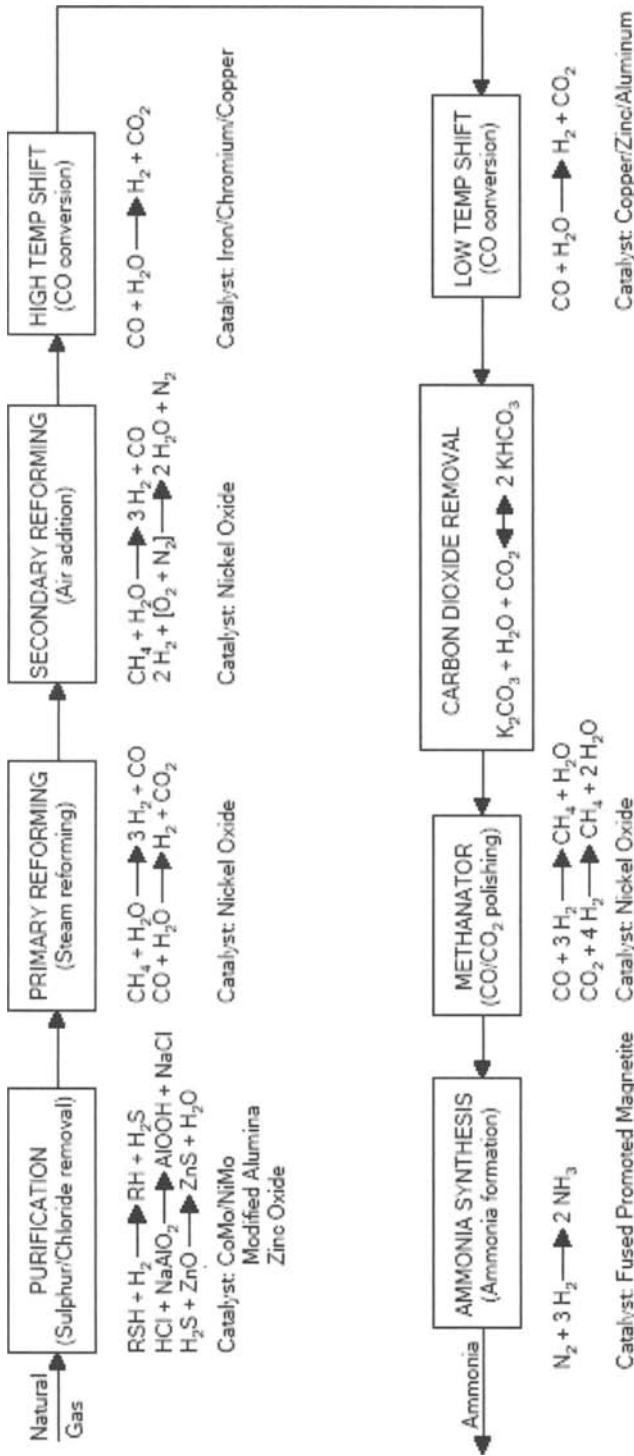 Natural
Gas
PURIFICATION
(Sulphur/Chloride removal)
RSH + H₂ → RH + H₂S
HCl + NaAlO₂ → AlOOH + NaCl
H₂S + ZnO → ZnS + H₂O
Catalyst: CoMo/NiMo
Modified Alumina
Zinc Oxide
PRIMARY REFORMING
(Steam reforming)
CH₄ + H₂O → 3 H₂ + CO
CO + H₂O → H₂ + CO₂
Catalyst: Nickel Oxide
SECONDARY REFORMING
(Air addition)
CH₄ + H₂O → 3 H₂ + CO
2 H₂ + [O₂ + N₂] → 2 H₂O + N₂
Catalyst: Nickel Oxide
HIGH TEMP SHIFT
(CO conversion)
CO + H₂O → H₂ + CO₂
Catalyst: Iron/Chromium/Copper
LOW TEMP SHIFT
(CO conversion)
CO + H₂O → H₂ + CO₂
Catalyst: Copper/Zinc/Aluminum
CARBON DIOXIDE REMOVAL
K₂CO₃ + H₂O + CO₂ ↔ 2 KHCO₃
METHANATOR
(CO/CO₂ polishing)
CO + 3 H₂ → CH₄ + H₂O
CO₂ + 4 H₂ → CH₄ + 2 H₂O
Catalyst: Nickel Oxide
AMMONIA SYNTHESIS
(Ammonia formation)
N₂ + 3 H₂ → 2 NH₃
Catalyst: Fused Promoted Magnetite
Ammonia